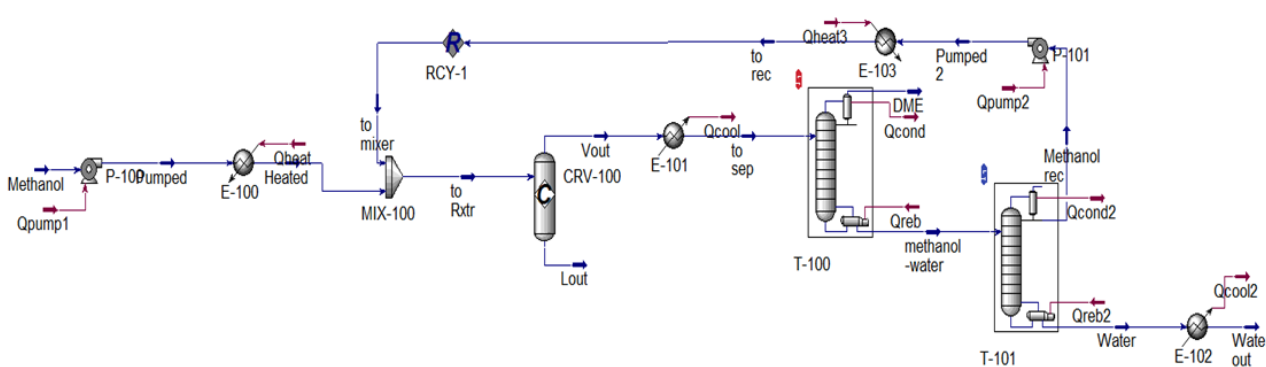 Qheat3
E-103
Pumped
2
P-101
Qpump2
to
rec
RCY-1
DME
Qcond
to
mixer
Vout
Qcool
E-101
to
sep
CRV-100
Methanol
rec
Qheat
Heated
E-100
P-100
Pumped
Methanol
Qpump1
MIX-100
to
Rxtr
C
R
Lout
Qreb
methanol
-water
T-100
Qcond2
Qreb2
Water
T-101
Qcool2
E-102
Wate
out